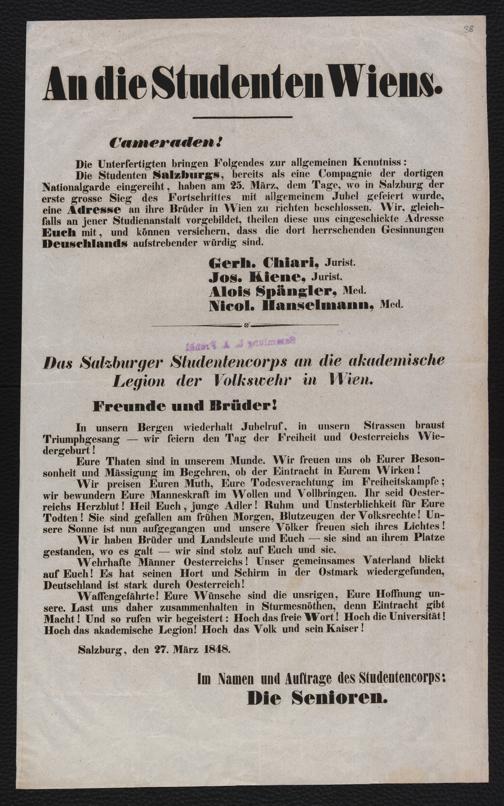 38
An die Studenten Wiens.
Cameraden!
Die Unterfertigten bringen Folgendes zur allgemeinen Kenntniss:
Die Studenten Salzburgs, bereits als eine Compagnie der dortigen
Nationalgarde eingereiht, haben am 25. März, dem Tage, wo in Salzburg der
erste grosse Sieg des Fortschrittes mit allgemeinem Jubel gefeiert wurde,
eine Adresse an ihre Brüder in Wien zu richten beschlossen. Wir, gleich-
falls an jener Studienanstalt vorgebildet, theilen diese uns eingeschickte Adresse
Euch mit, und können versichern, dass die dort herrschenden Gesinnungen
Deuschlands aufstrebender würdig sind.
Gerh. Chiari, Jurist.
Jos. Kiene, Jurist.
Alois Spängler, Med.
Nicol. Hanselmann, Med.
Sammlung L. A. Frankl
Das Salzburger Studentencorps an die akademische
Legion der Volkswehr in Wien.
Freunde und Brüder!
In unsern Bergen wiederhalt Jubelruf, in unsern Strassen braust
Triumphgesang — wir feiern den Tag der Freiheit und Oesterreichs Wie-
dergeburt!
Eure Thaten sind in unserem Munde. Wir freuen uns ob Eurer Beson-
sonheit und Mässigung im Begehren, ob der Eintracht in Eurem Wirken!
Wir preisen Euren Muth, Eure Todesverachtung im Freiheitskampfe;
wir bewundern Eure Manneskraft im Wollen und Vollbringen. Ihr seid Oester-
reichs Herzblut! Heil Euch, junge Adler! Ruhm und Unsterblichkeit für Eure
Todten! Sie sind gefallen am frühen Morgen, Blutzeugen der Volksrechte! Un-
sere Sonne ist nun aufgegangen und unsere Völker freuen sich ihres Lichtes!
Wir haben Brüder und Landsleute und Euch — sie sind an ihrem Platze
gestanden, wo es galt — wir sind stolz auf Euch und sie.
Wehrhafte Männer Oesterreichs! Unser gemeinsames Vaterland blickt
auf Euch! Es hat seinen Hort und Schirm in der Ostmark wiedergefunden,
Deutschland ist stark durch Oesterreich!
Waffengefährte! Eure Wünsche sind die unsrigen, Eure Hoffnung un-
sere. Last uns daher zusammenhalten in Sturmesnöthen, denn Eintracht gibt
Macht! Und so rufen wir begeistert: Hoch das freie Wort! Hoch die Universität!
Hoch das akademische Legion! Hoch das Volk und sein Kaiser!
Salzburg, den 27. März 1848.
Im Namen und Auftrage des Studentencorps:
Die Senioren.